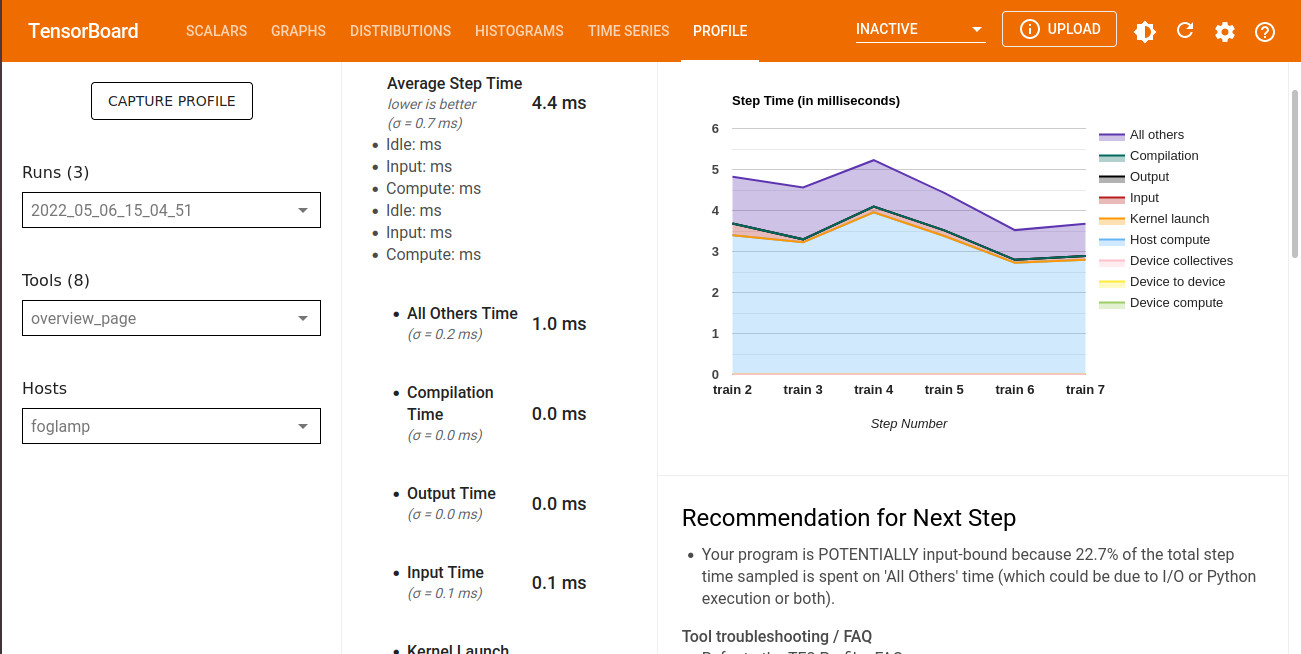 TensorBoard
SCALARS GRAPHS DISTRIBUTIONS HISTOGRAMS TIME SERIES PROFILE
INACTIVE
UPLOAD
CAPTURE PROFILE
Runs (3)
2022_05_06_15_04_51
Tools (8)
overview_page
Hosts
foglamp
Average Step Time
lower is better
(σ = 0.7 ms)
4.4 ms
Idle: ms
Input: ms
Compute: ms
Idle: ms
Input: ms
Compute: ms
All Others Time
(σ = 0.2 ms)
1.0 ms
Compilation
Time
(σ = 0.0 ms)
0.0 ms
Output Time
(σ = 0.0 ms)
0.0 ms
Input Time
(σ = 0.1 ms)
0.1 ms
Kernel Launch
Step Time (in milliseconds)
6
5
4
3
2
1
0
train 2 train 3 train 4 train 5 train 6 train 7
Step Number
All others
Compilation
Output
Input
Kernel launch
Host compute
Device collectives
Device to device
Device compute
Recommendation for Next Step
Your program is POTENTIALLY input-bound because 22.7% of the total step
time sampled is spent on 'All Others' time (which could be due to I/O or Python
execution or both).
Tool troubleshooting / FAQ